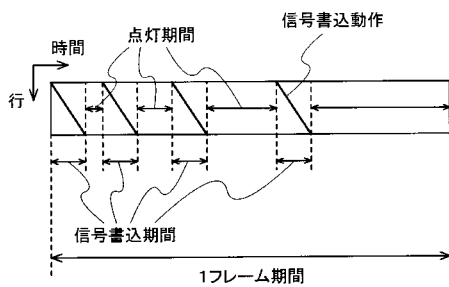 信号書込動作
時間
点灯期間
行
信号書込期間
1フレーム期間